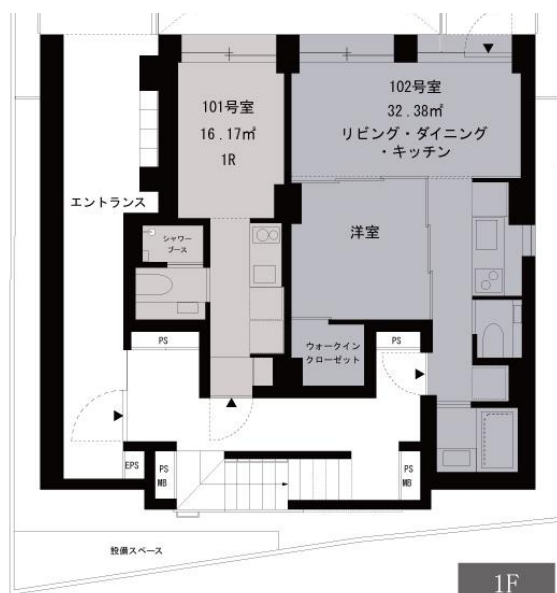 101号室
16.17㎡
1R
102号室
32.38㎡
リビング・ダイニング
・キッチン
エントランス
シャワー
ブース
洋室
ウォークイン
クローゼット
PS
PS
EPS
PS
MB
PS
MB
設備スペース
1F